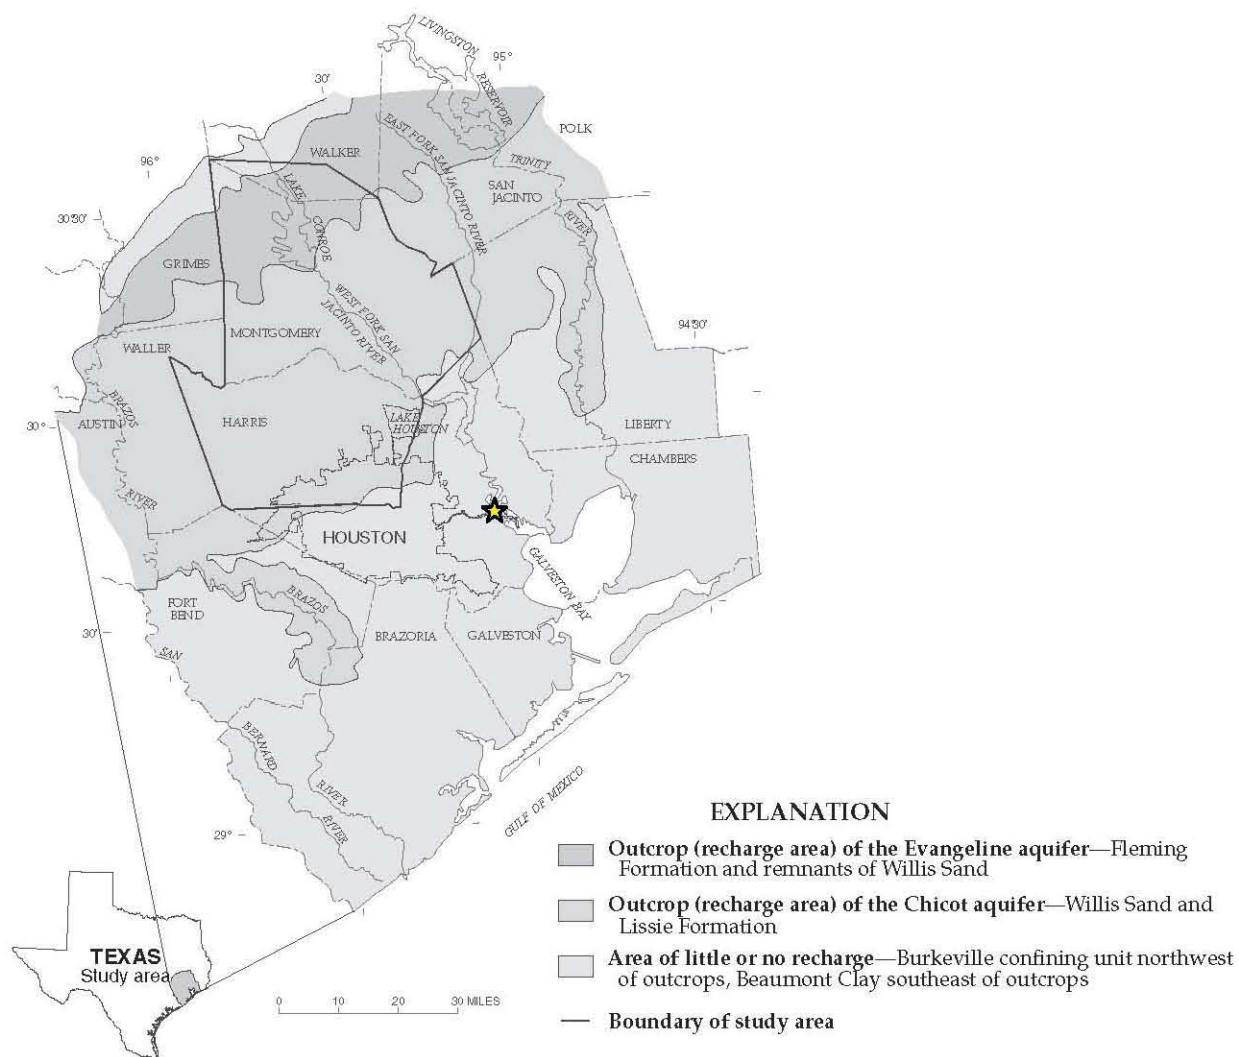 LIVINGSTON
RESERVOIR
95°
30'
POLK
EAST FORK SAN JACINTO RIVER
WALKER
TRINITY
RIVER
96°
LAKE
CONROE
SAN
JACINTO
30°30'
GRIMES
WEST FORK SAN
JACINTO RIVER
94°30'
MONTGOMERY
WALLER
BRAZOS
RIVER
30°
AUSTIN
HARRIS
LAKE
HOUSTON
LIBERTY
CHAMBERS
HOUSTON
GALVESTON BAY
FORT
BEND
BRAZOS
30'
BRAZORIA
GALVESTON
SAN
BERNARD
RIVER
RIVER
29°
GULF OF MEXICO
TEXAS
Study area
0 10 20 30 MILES
EXPLANATION
Outcrop (recharge area) of the Evangeline aquifer—Fleming
Formation and remnants of Willis Sand
Outcrop (recharge area) of the Chicot aquifer—Willis Sand and
Lissie Formation
Area of little or no recharge—Burkeville confining unit northwest
of outcrops, Beaumont Clay southeast of outcrops
Boundary of study area